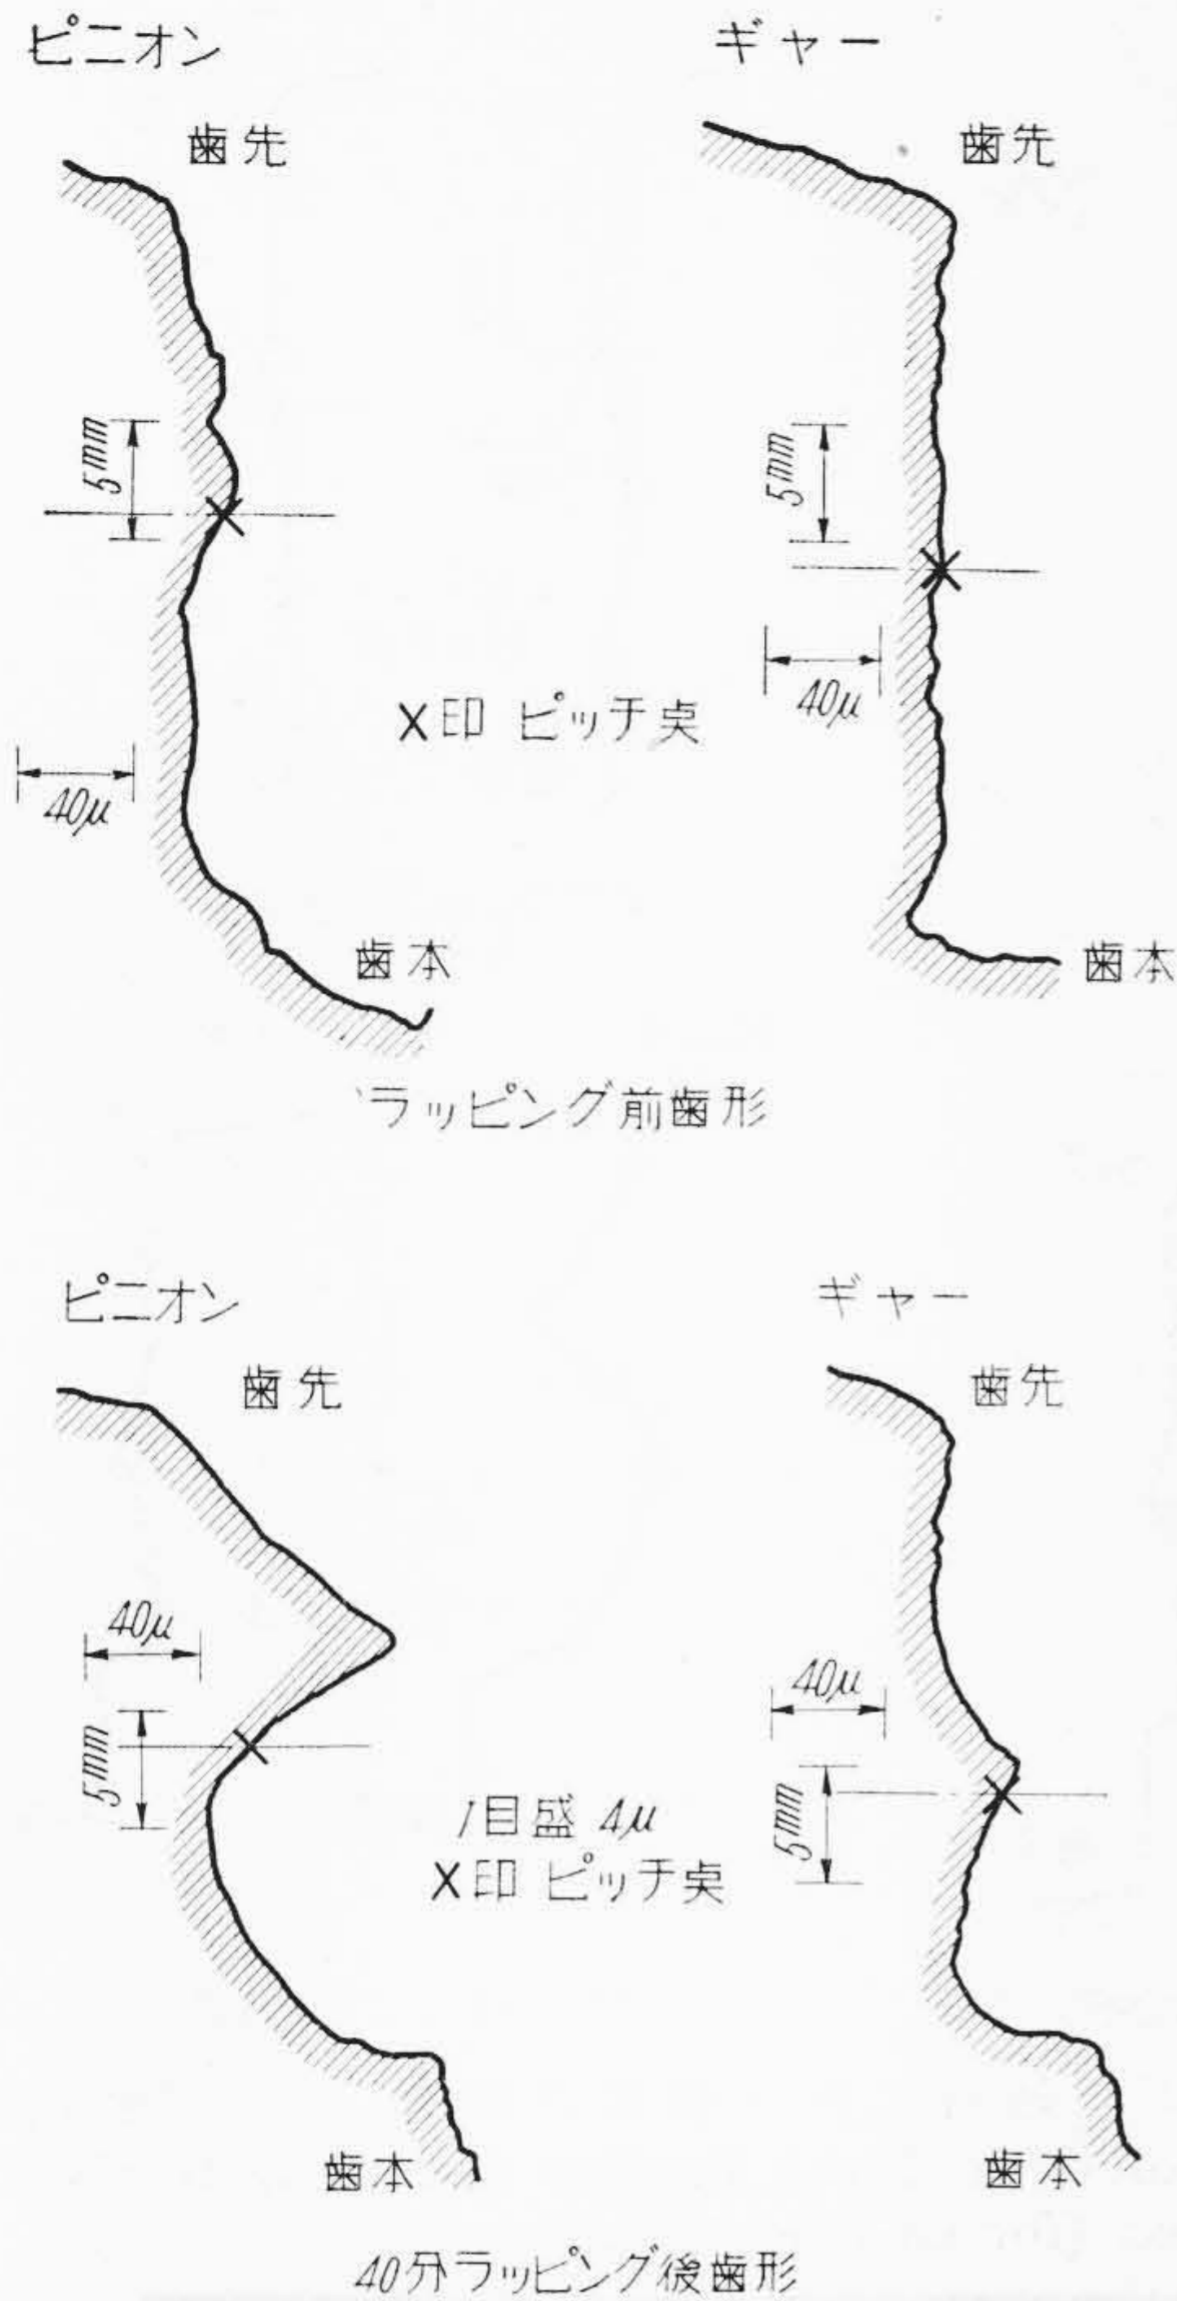 ピニオン
ギャー
歯先
歯先
5mm
5mm
40μ
×印 ピッチ点
40μ
歯本
歯本
ラッピング前歯形
ピニオン
ギャー
歯先
歯先
40μ
40μ
5mm
5mm
1目盛 4μ
×印 ピッチ点
歯本
歯本
40分ラッピング後歯形